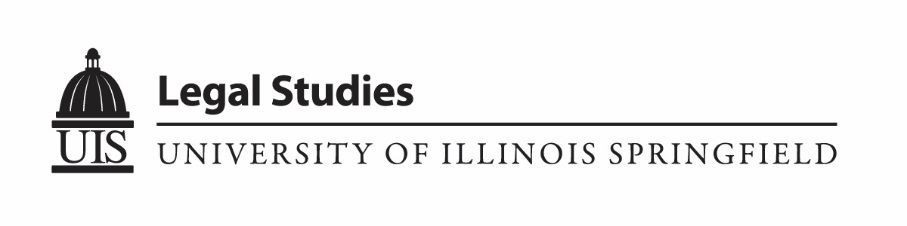 Legal Studies
UIS
UNIVERSITY OF ILLINOIS SPRINGFIELD